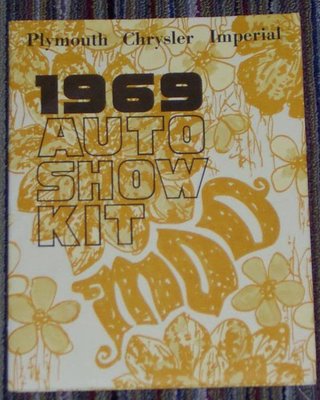 Plymouth Chrysler Imperial
1969
AUTO
SHOW
KIT
MOD